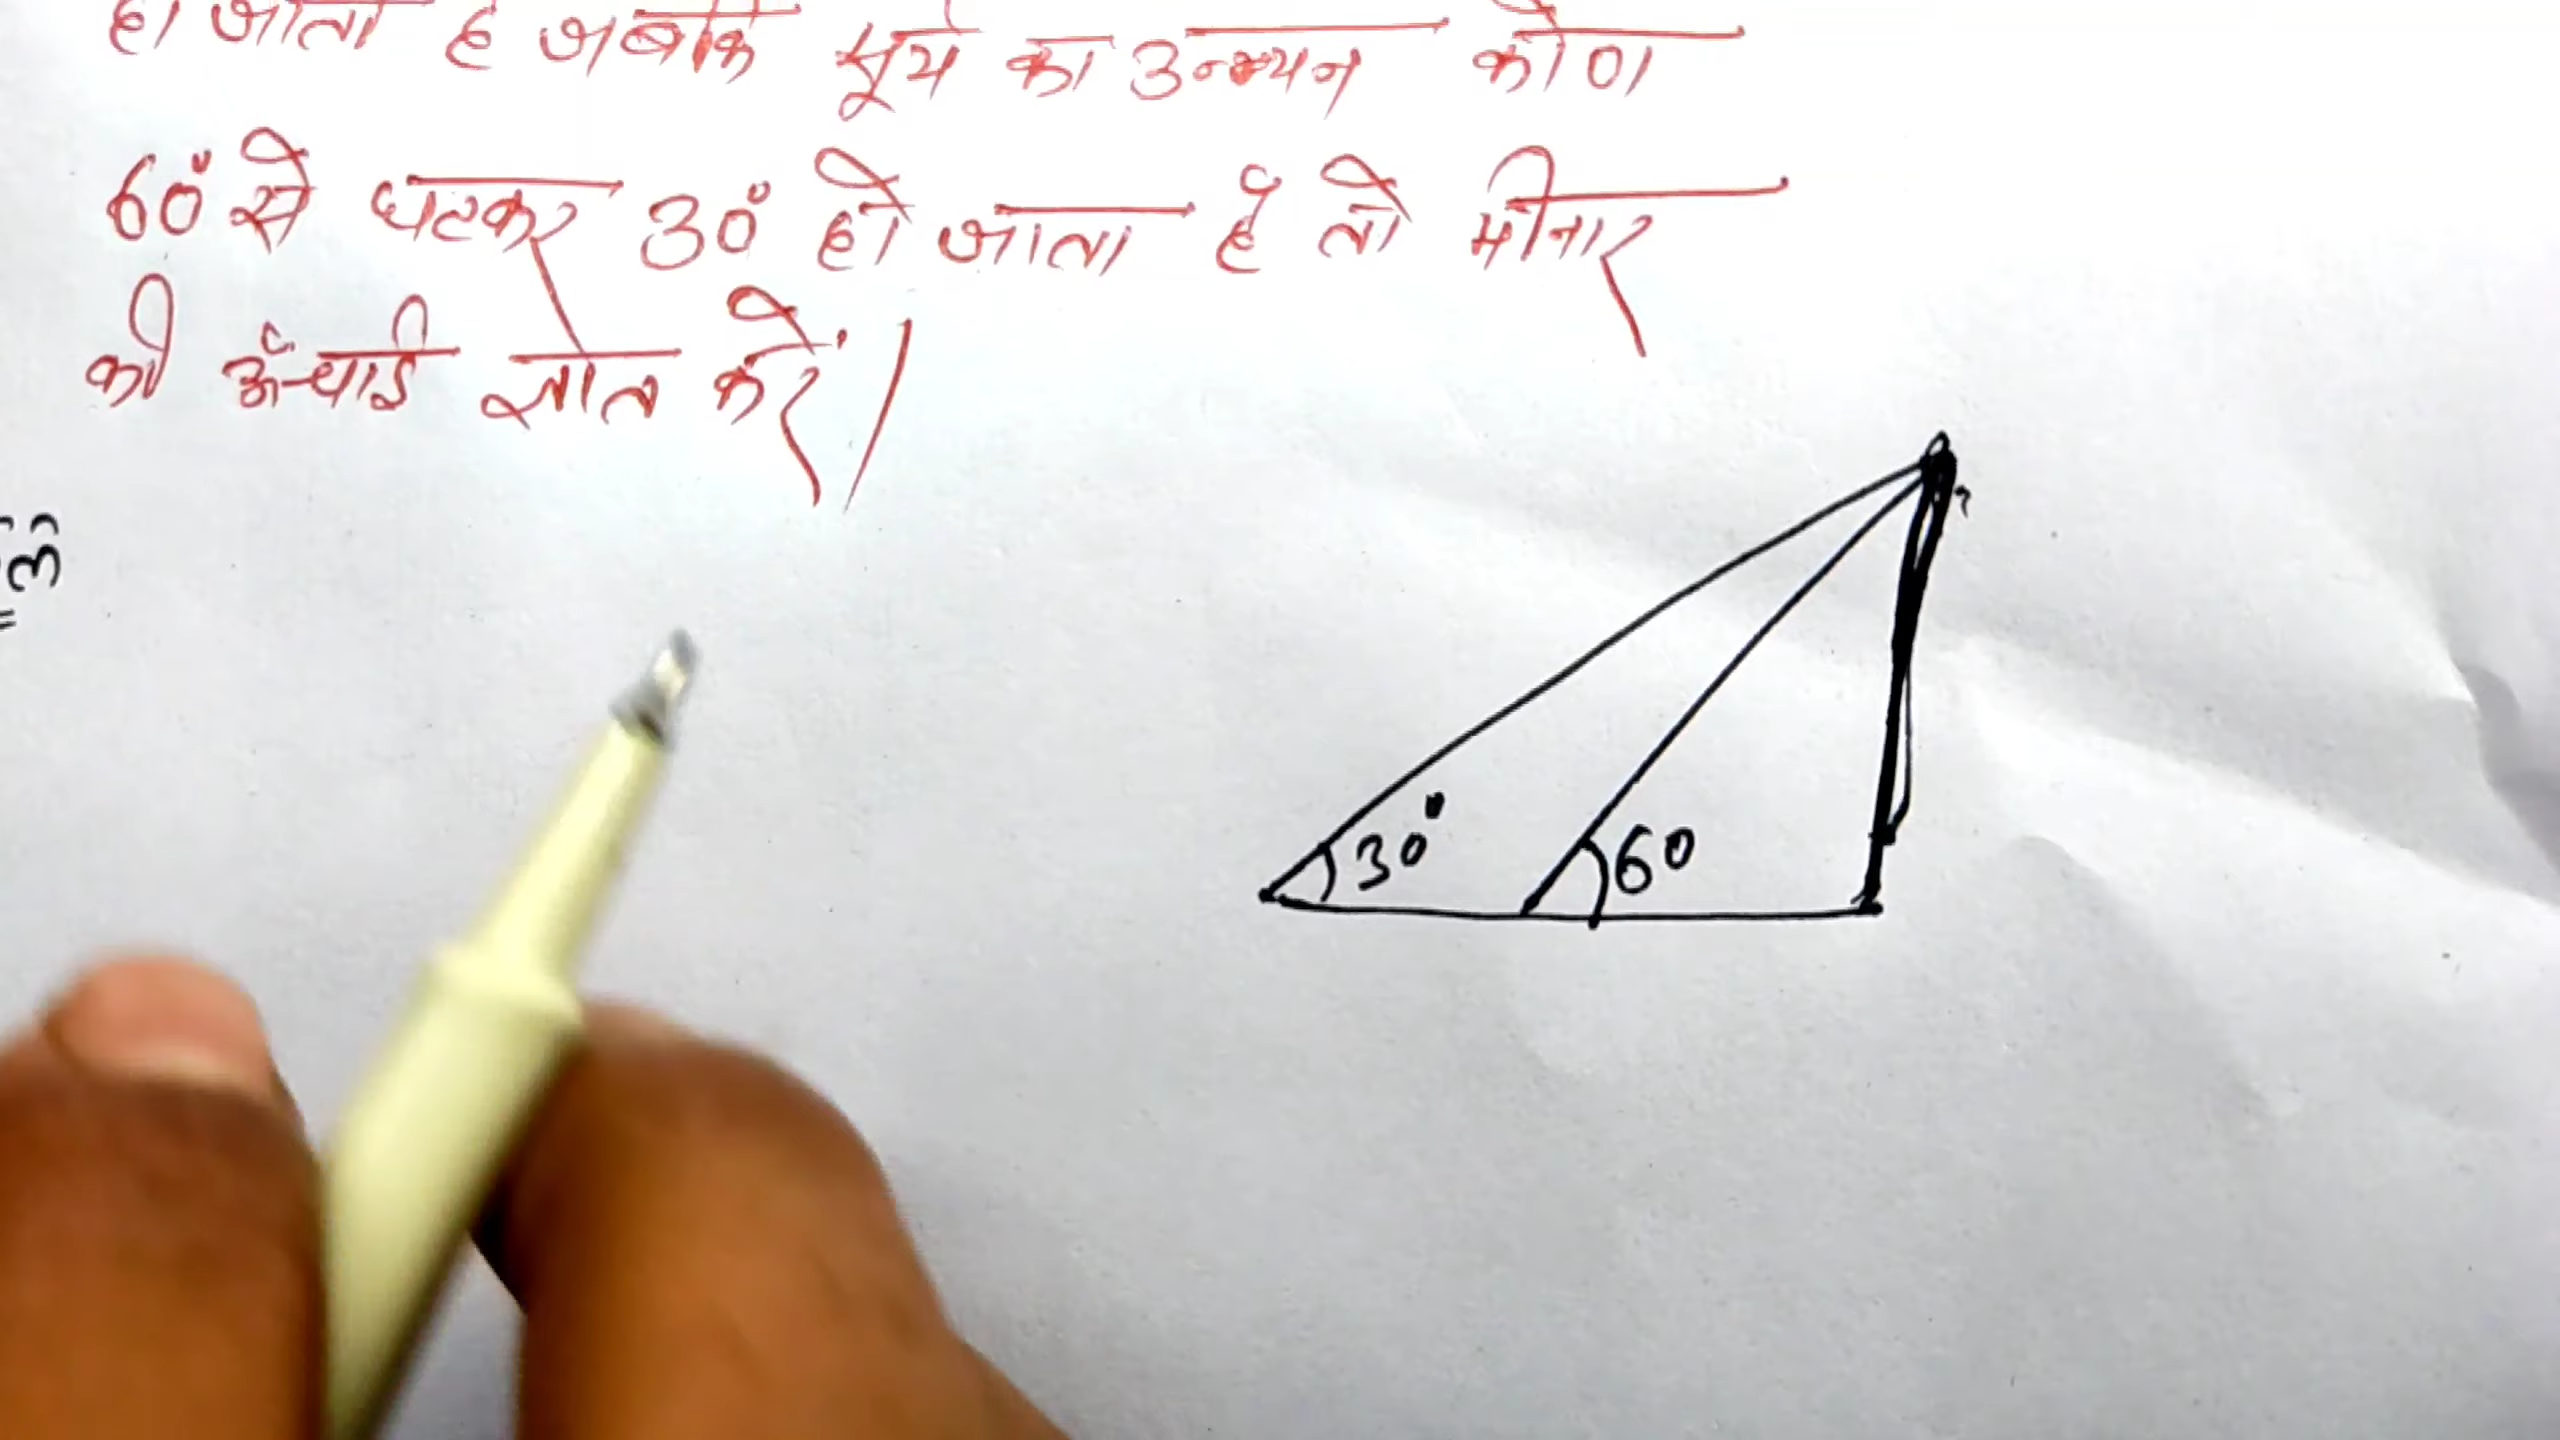 हो जाता है जबकि सूर्य का उन्नयन कोण
60° से घटकर 30° हो जाता है तो मीनार
की ऊँचाई ज्ञात करें।
30°
60